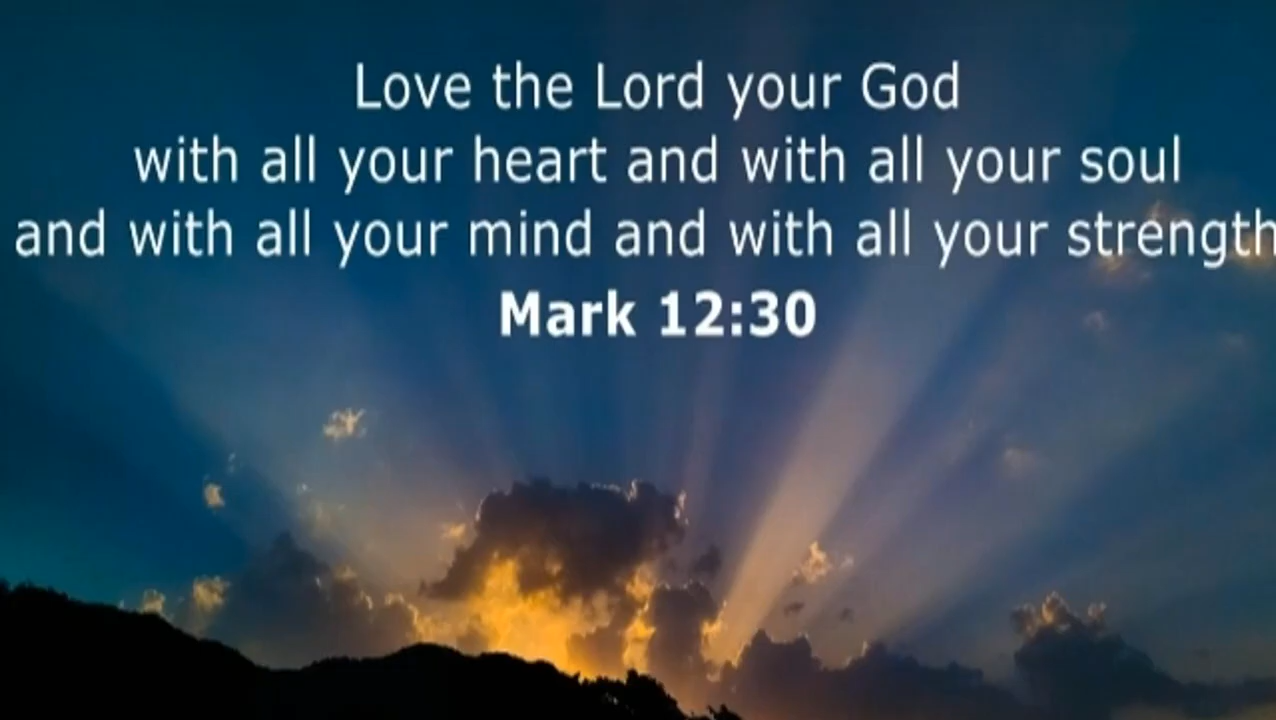 Love the Lord your God
with all your heart and with all your soul
and with all your mind and with all your strength
Mark 12:30